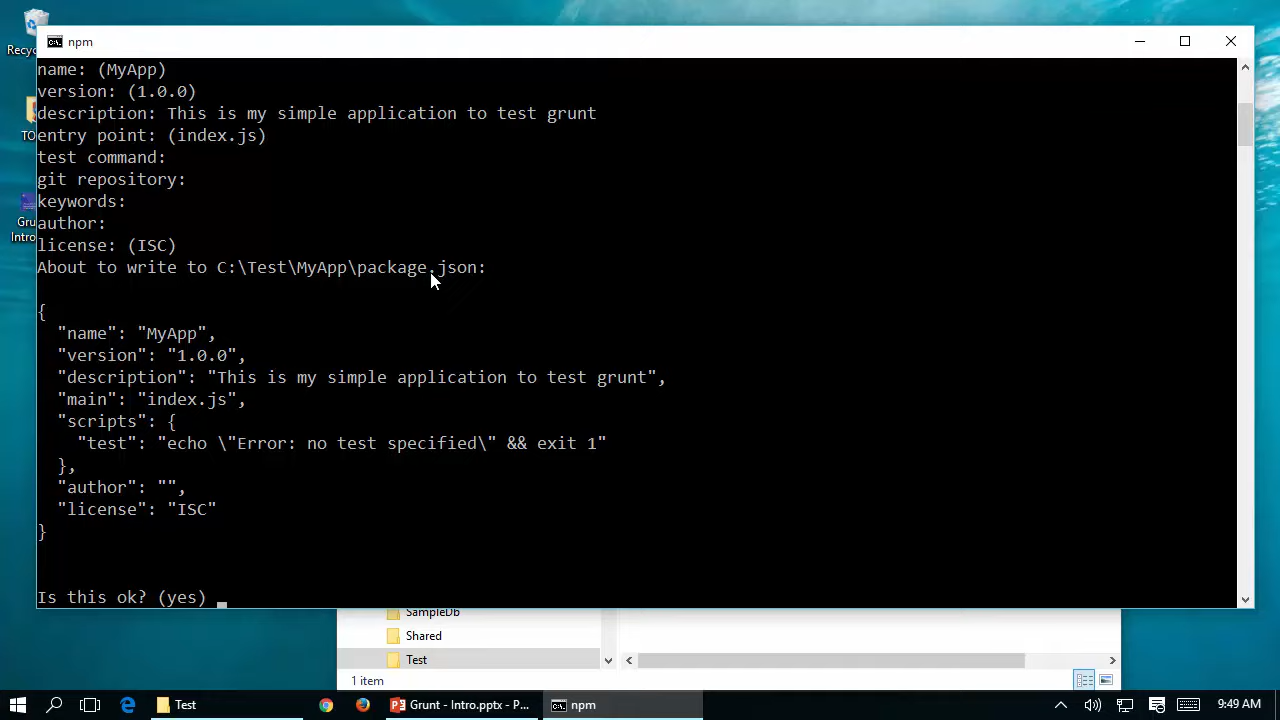 Recyc
npm
name: (MyApp)
version: (1.0.0)
description: This is my simple application to test grunt
entry point: (index.js)
test command:
git repository:
keywords:
author:
license: (ISC)
About to write to C:\Test\MyApp\package.json:
{
"name": "MyApp",
"version": "1.0.0",
"description": "This is my simple application to test grunt",
"main": "index.js",
"scripts": {
"test": "echo \"Error: no test specified\" && exit 1"
},
"author": "",
"license": "ISC"
}
Is this ok? (yes)
TO
Gru
Intro
SampleDb
Shared
Test
1 item
Test
Grunt - Intro.pptx - P...
npm
9:49 AM